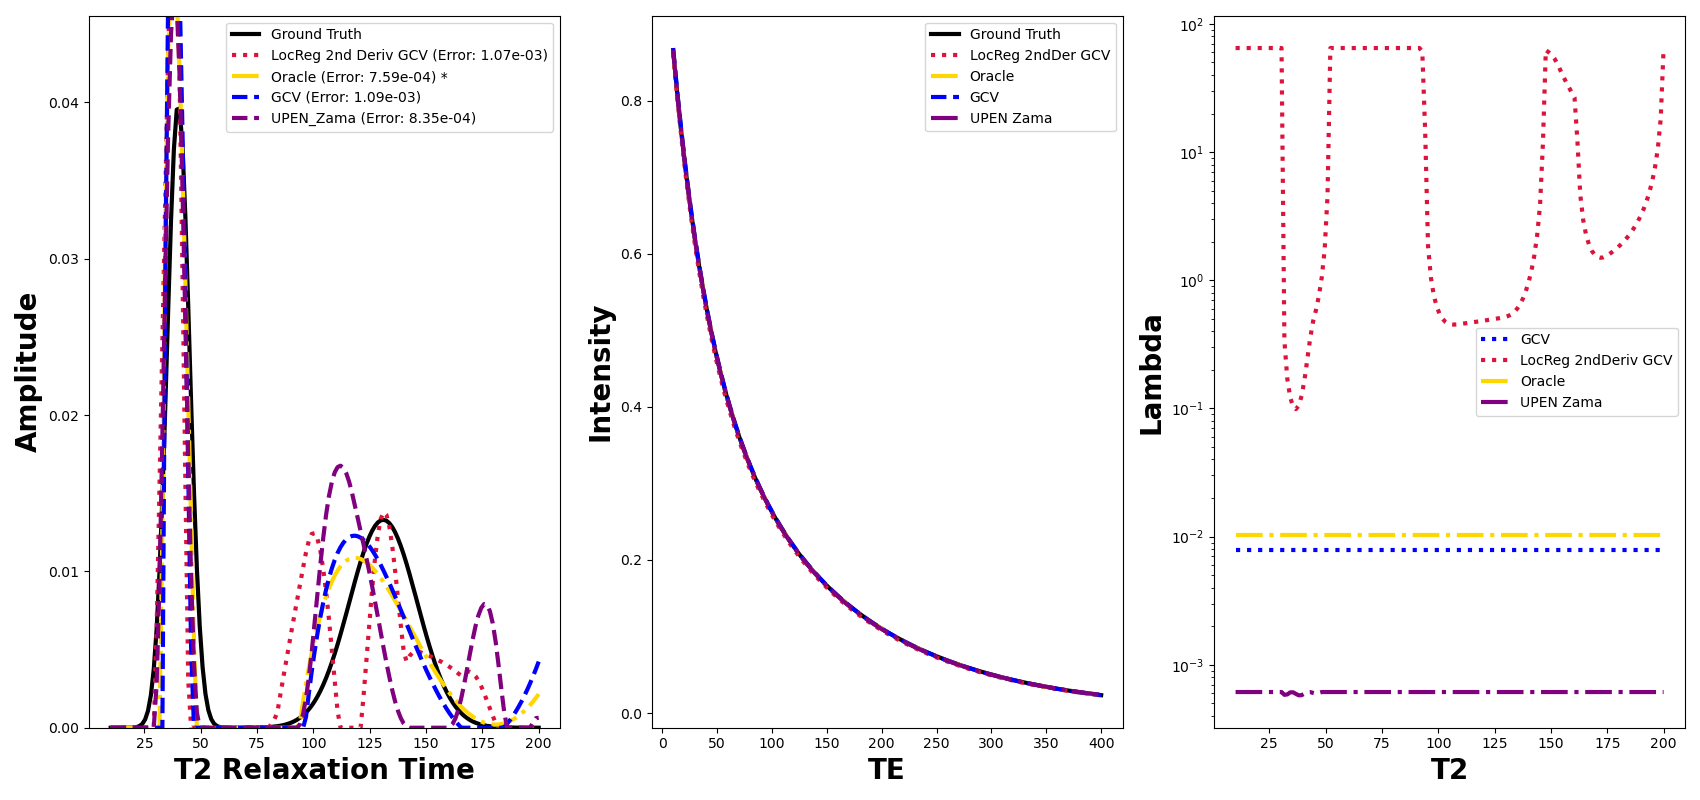 Ground Truth
LocReg 2nd Deriv GCV (Error: 1.07e-03)
Oracle (Error: 7.59e-04) *
GCV (Error: 1.09e-03)
UPEN_Zama (Error: 8.35e-04)
0.04
0.03
0.02
0.01
0.00
Amplitude
25 50 75 100 125 150 175 200
T2 Relaxation Time
Ground Truth
LocReg 2ndDer GCV
Oracle
GCV
UPEN Zama
0.8
0.6
0.4
0.2
0.0
Intensity
0 50 100 150 200 250 300 350 400
TE
10²
10¹
10⁰
10⁻¹
10⁻²
10⁻³
Lambda
GCV
LocReg 2ndDeriv GCV
Oracle
UPEN Zama
25 50 75 100 125 150 175 200
T2